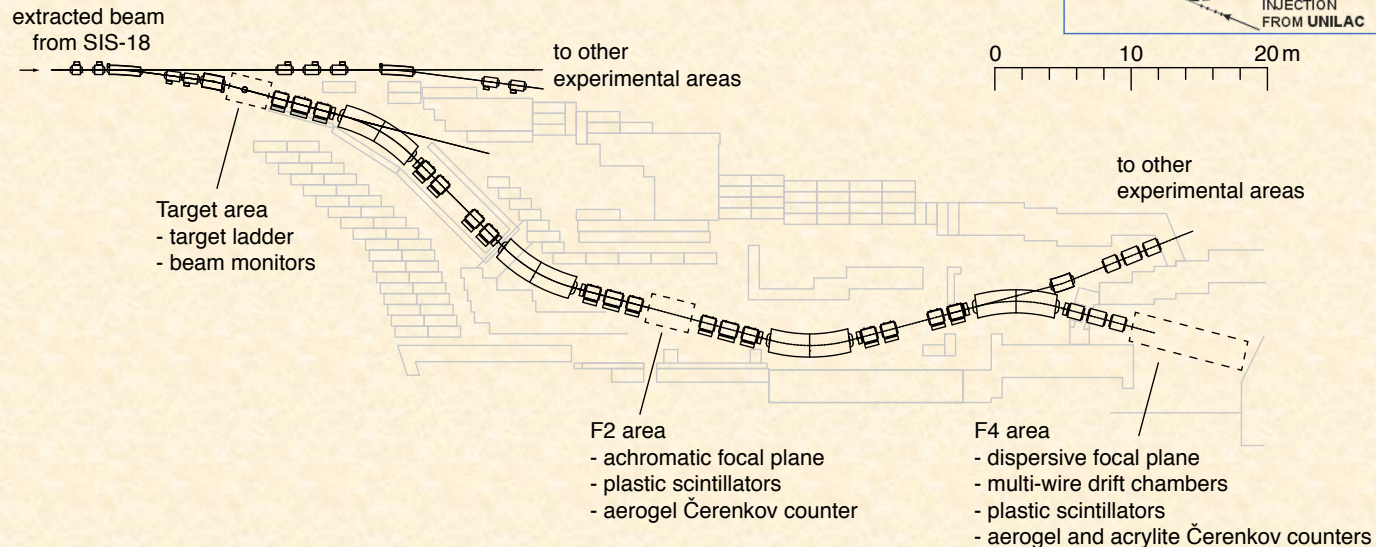 extracted beam
from SIS-18
to other
experimental areas
INJECTION
FROM UNILAC
0 10 20 m
to other
experimental areas
Target area
- target ladder
- beam monitors
F2 area
- achromatic focal plane
- plastic scintillators
- aerogel Čerenkov counter
F4 area
- dispersive focal plane
- multi-wire drift chambers
- plastic scintillators
- aerogel and acrylite Čerenkov counters